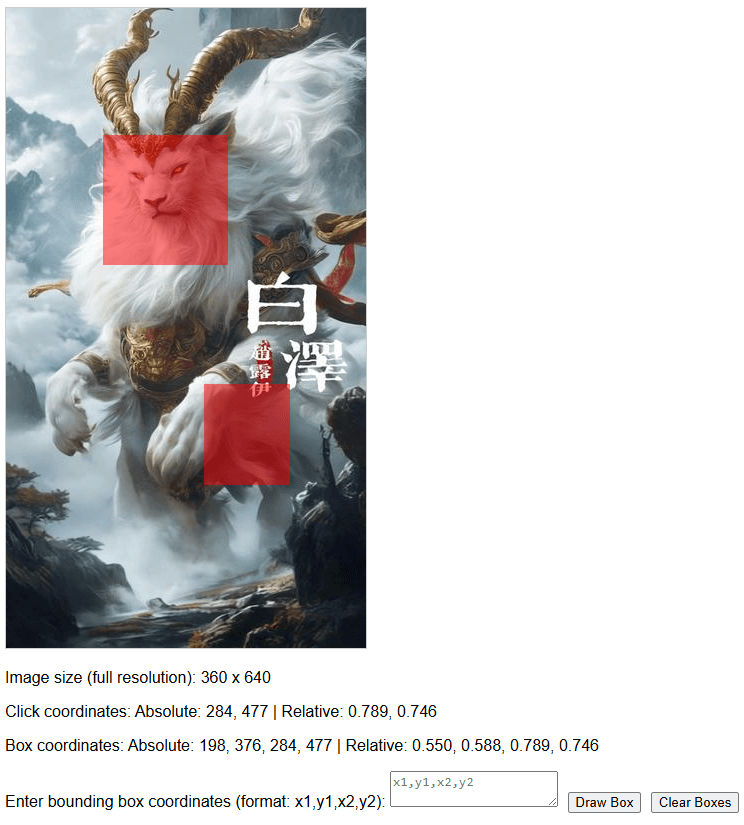 白
澤
趙露伊
Image size (full resolution): 360 x 640
Click coordinates: Absolute: 284, 477 | Relative: 0.789, 0.746
Box coordinates: Absolute: 198, 376, 284, 477 | Relative: 0.550, 0.588, 0.789, 0.746
Enter bounding box coordinates (format: x1,y1,x2,y2): x1,y1,x2,y2 Draw Box Clear Boxes